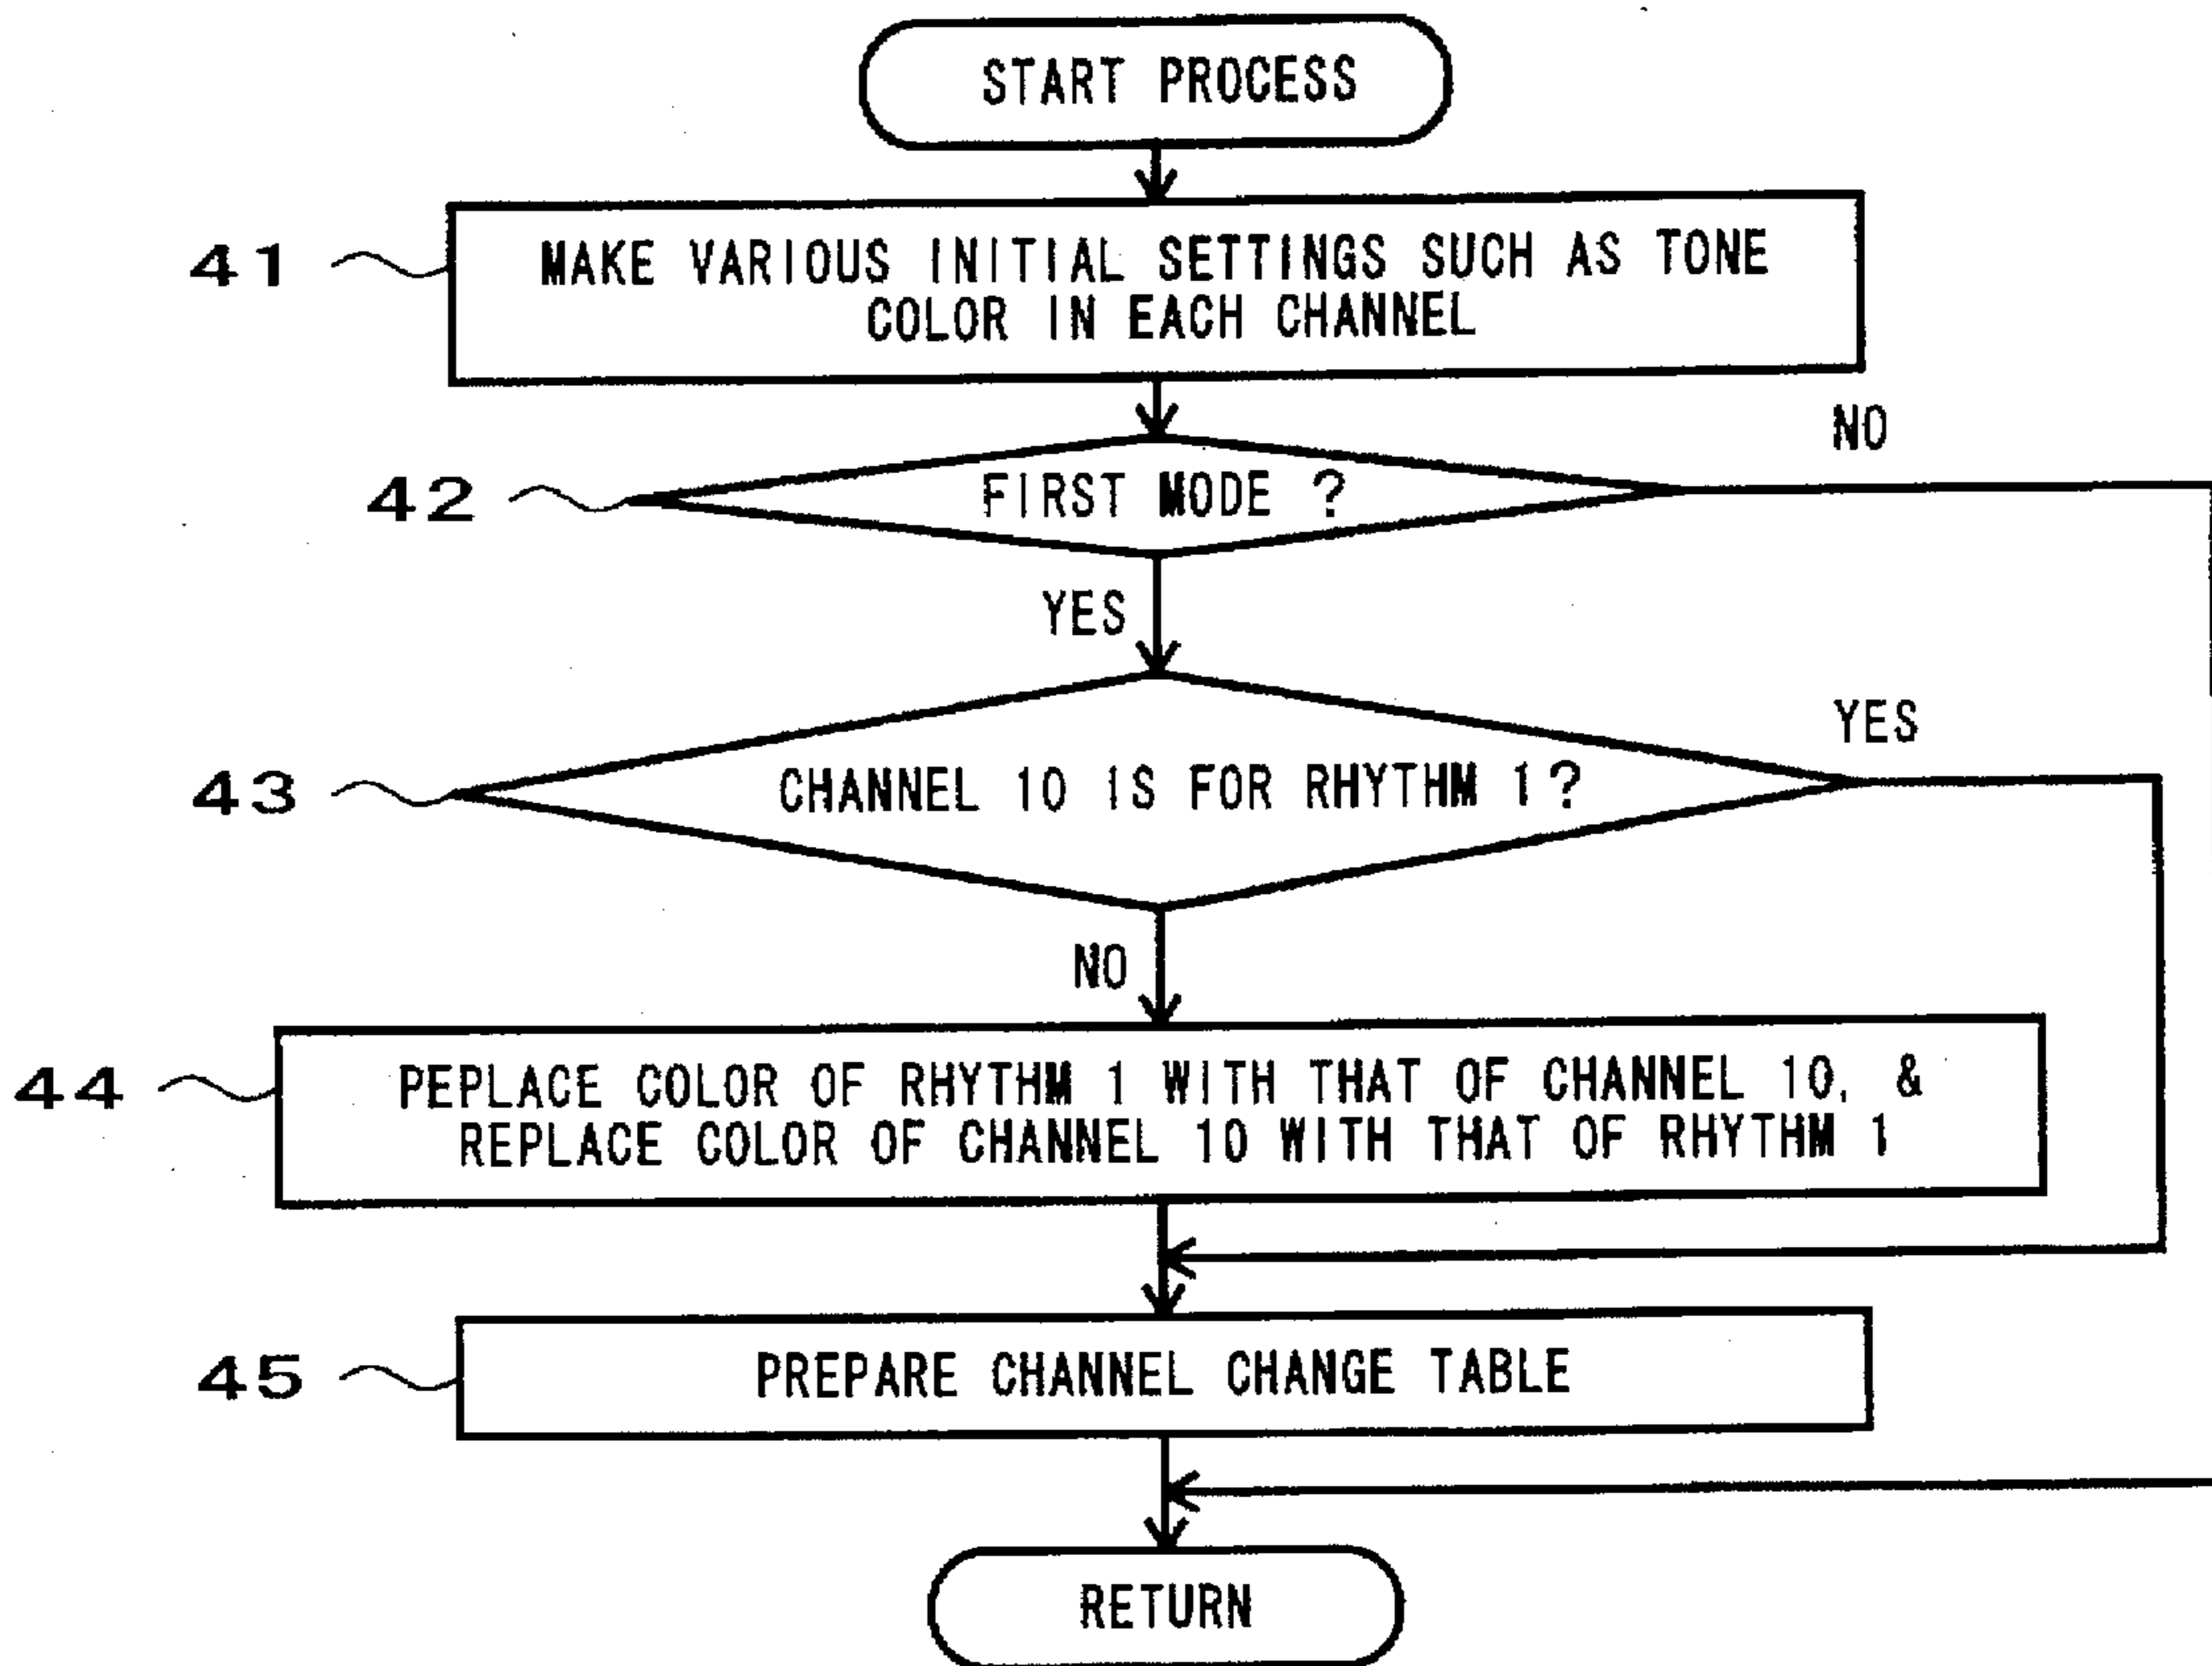 START PROCESS
41
MAKE VARIOUS INITIAL SETTINGS SUCH AS TONE
COLOR IN EACH CHANNEL
NO
42
FIRST MODE ?
YES
YES
43
CHANNEL 10 IS FOR RHYTHM 1?
NO
44
PEPLACE COLOR OF RHYTHM 1 WITH THAT OF CHANNEL 10, &
REPLACE COLOR OF CHANNEL 10 WITH THAT OF RHYTHM 1
45
PREPARE CHANNEL CHANGE TABLE
RETURN